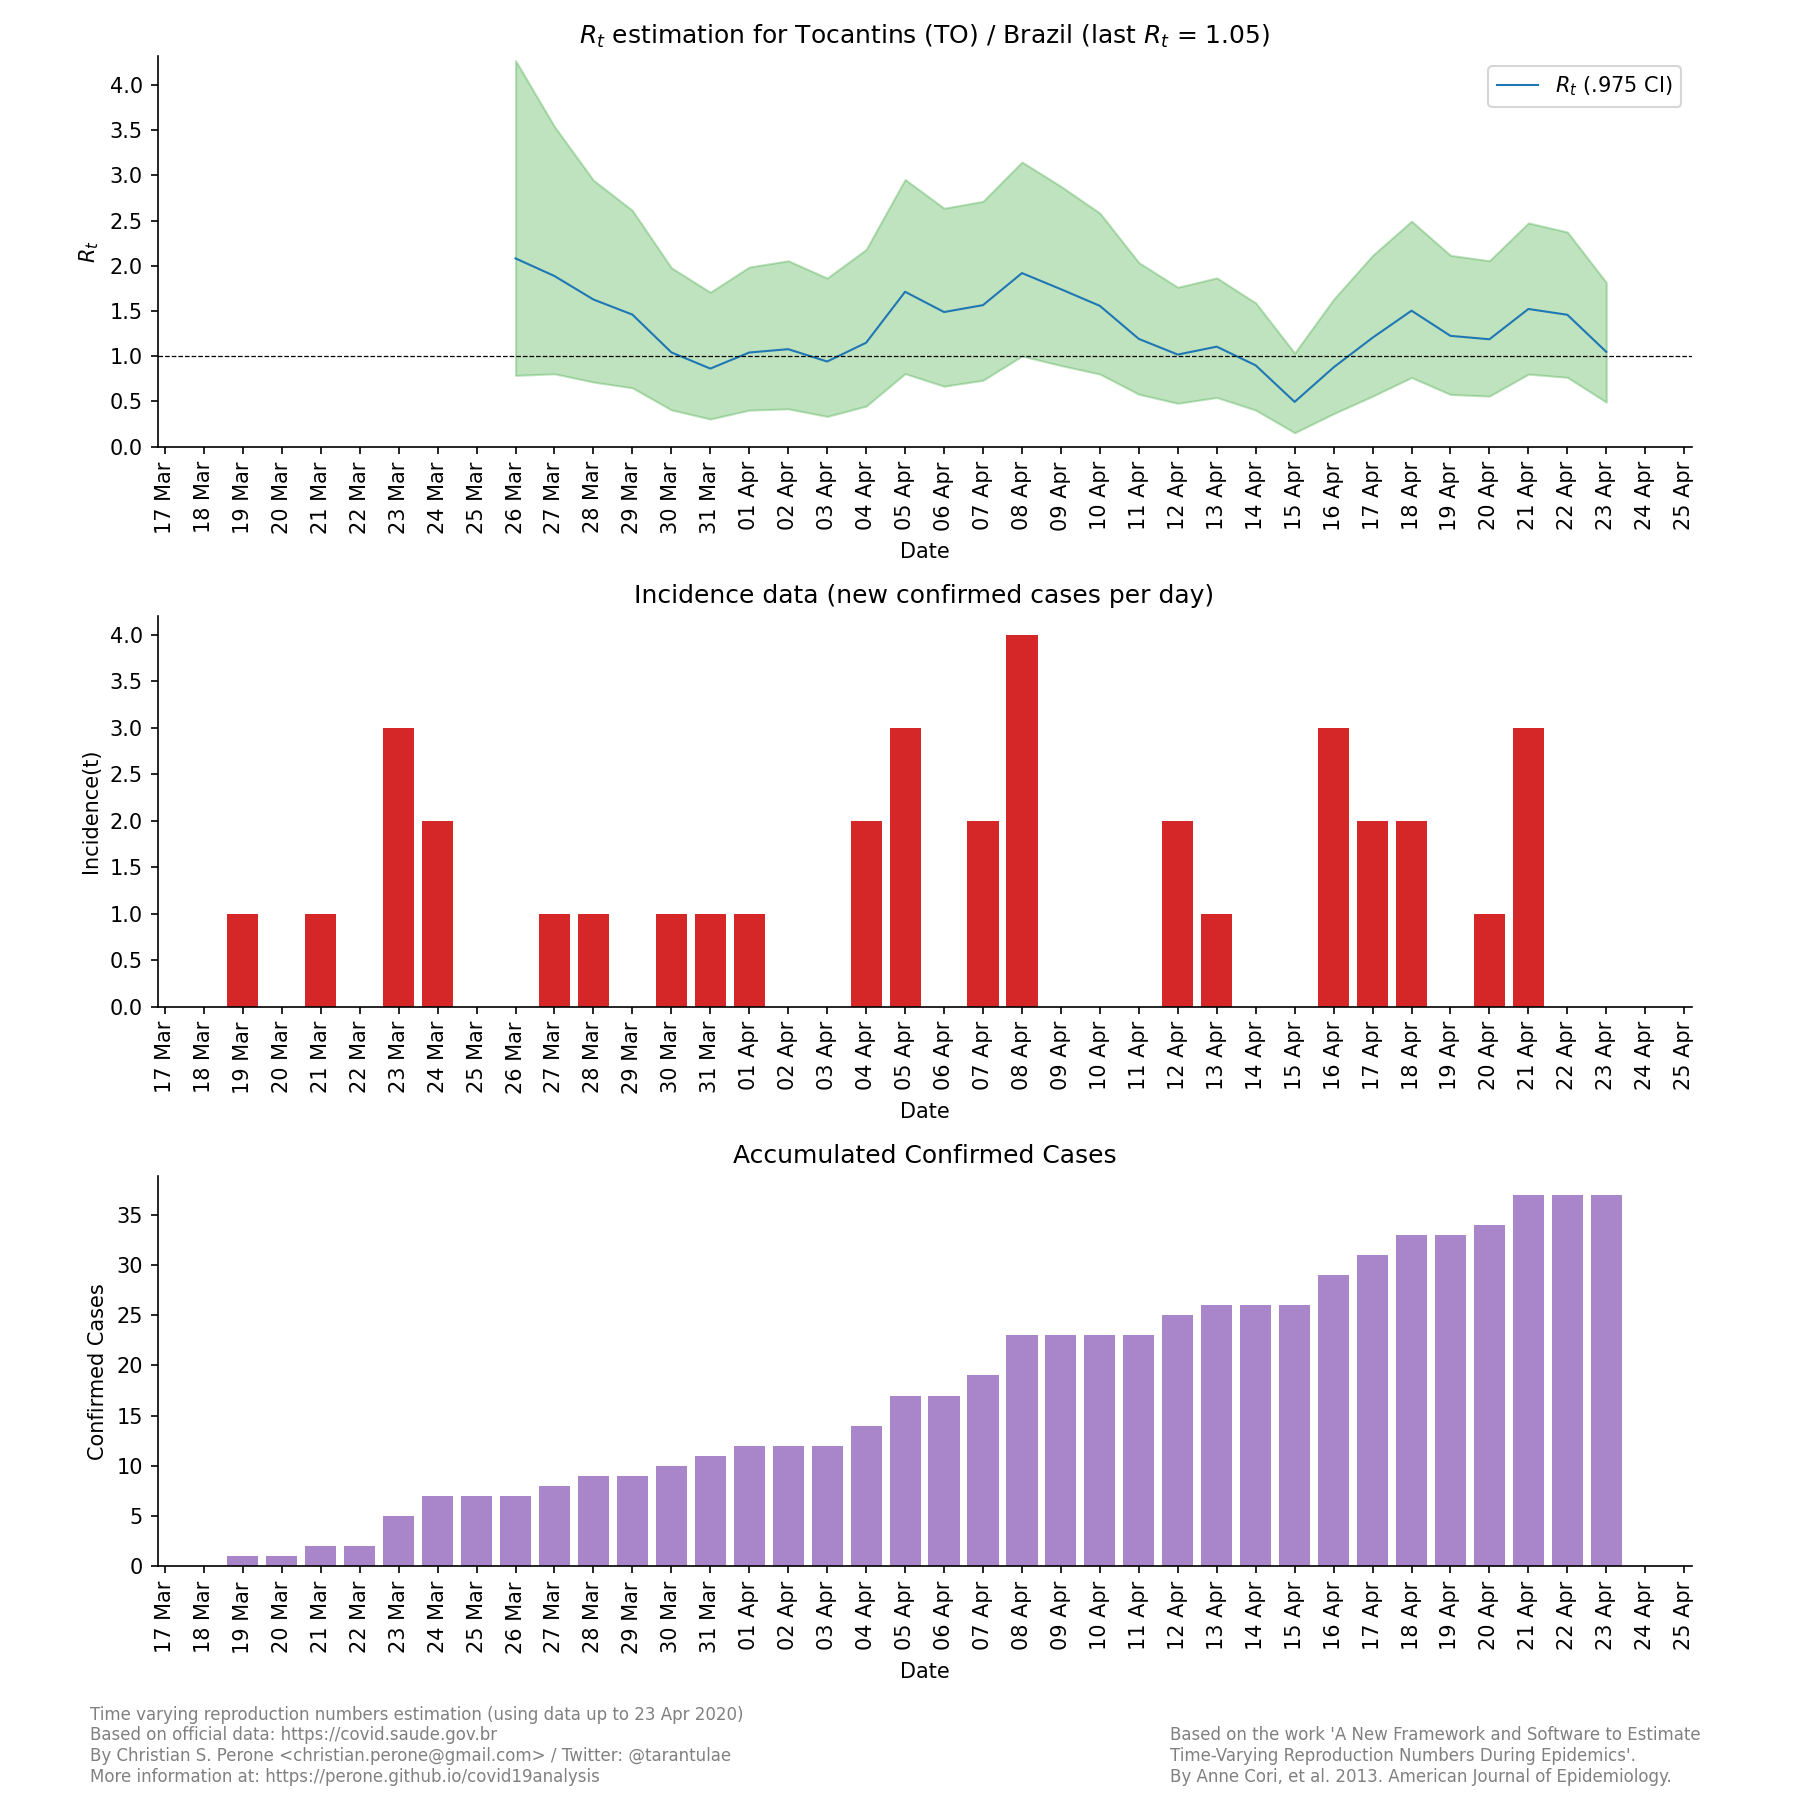 Rt estimation for Tocantins (TO) / Brazil (last Rt = 1.05)
Rt (.975 CI)
Rt
4.0
3.5
3.0
2.5
2.0
1.5
1.0
0.5
0.0
17 Mar 18 Mar 19 Mar 20 Mar 21 Mar 22 Mar 23 Mar 24 Mar 25 Mar 26 Mar 27 Mar 28 Mar 29 Mar 30 Mar 31 Mar 01 Apr 02 Apr 03 Apr 04 Apr 05 Apr 06 Apr 07 Apr 08 Apr 09 Apr 10 Apr 11 Apr 12 Apr 13 Apr 14 Apr 15 Apr 16 Apr 17 Apr 18 Apr 19 Apr 20 Apr 21 Apr 22 Apr 23 Apr 24 Apr 25 Apr
Date
Incidence data (new confirmed cases per day)
Incidence(t)
4.0
3.5
3.0
2.5
2.0
1.5
1.0
0.5
0.0
17 Mar 18 Mar 19 Mar 20 Mar 21 Mar 22 Mar 23 Mar 24 Mar 25 Mar 26 Mar 27 Mar 28 Mar 29 Mar 30 Mar 31 Mar 01 Apr 02 Apr 03 Apr 04 Apr 05 Apr 06 Apr 07 Apr 08 Apr 09 Apr 10 Apr 11 Apr 12 Apr 13 Apr 14 Apr 15 Apr 16 Apr 17 Apr 18 Apr 19 Apr 20 Apr 21 Apr 22 Apr 23 Apr 24 Apr 25 Apr
Date
Accumulated Confirmed Cases
Confirmed Cases
35
30
25
20
15
10
5
0
17 Mar 18 Mar 19 Mar 20 Mar 21 Mar 22 Mar 23 Mar 24 Mar 25 Mar 26 Mar 27 Mar 28 Mar 29 Mar 30 Mar 31 Mar 01 Apr 02 Apr 03 Apr 04 Apr 05 Apr 06 Apr 07 Apr 08 Apr 09 Apr 10 Apr 11 Apr 12 Apr 13 Apr 14 Apr 15 Apr 16 Apr 17 Apr 18 Apr 19 Apr 20 Apr 21 Apr 22 Apr 23 Apr 24 Apr 25 Apr
Date
Time varying reproduction numbers estimation (using data up to 23 Apr 2020)
Based on official data: https://covid.saude.gov.br
By Christian S. Perone <christian.perone@gmail.com> / Twitter: @tarantulae
More information at: https://perone.github.io/covid19analysis
Based on the work 'A New Framework and Software to Estimate
Time-Varying Reproduction Numbers During Epidemics'.
By Anne Cori, et al. 2013. American Journal of Epidemiology.